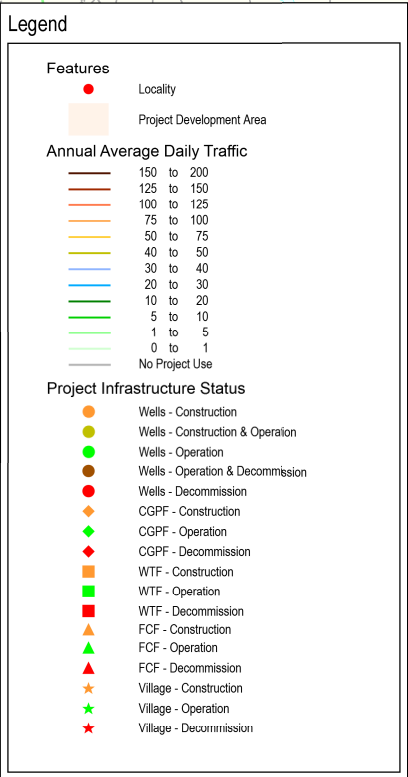 Legend
Features
Locality
Project Development Area
Annual Average Daily Traffic
150 to 200
125 to 150
100 to 125
75 to 100
50 to 75
40 to 50
30 to 40
20 to 30
10 to 20
5 to 10
1 to 5
0 to 1
No Project Use
Project Infrastructure Status
Wells - Construction
Wells - Construction & Operation
Wells - Operation
Wells - Operation & Decommission
Wells - Decommission
CGPF - Construction
CGPF - Operation
CGPF - Decommission
WTF - Construction
WTF - Operation
WTF - Decommission
FCF - Construction
FCF - Operation
FCF - Decommission
Village - Construction
Village - Operation
Village - Decommission